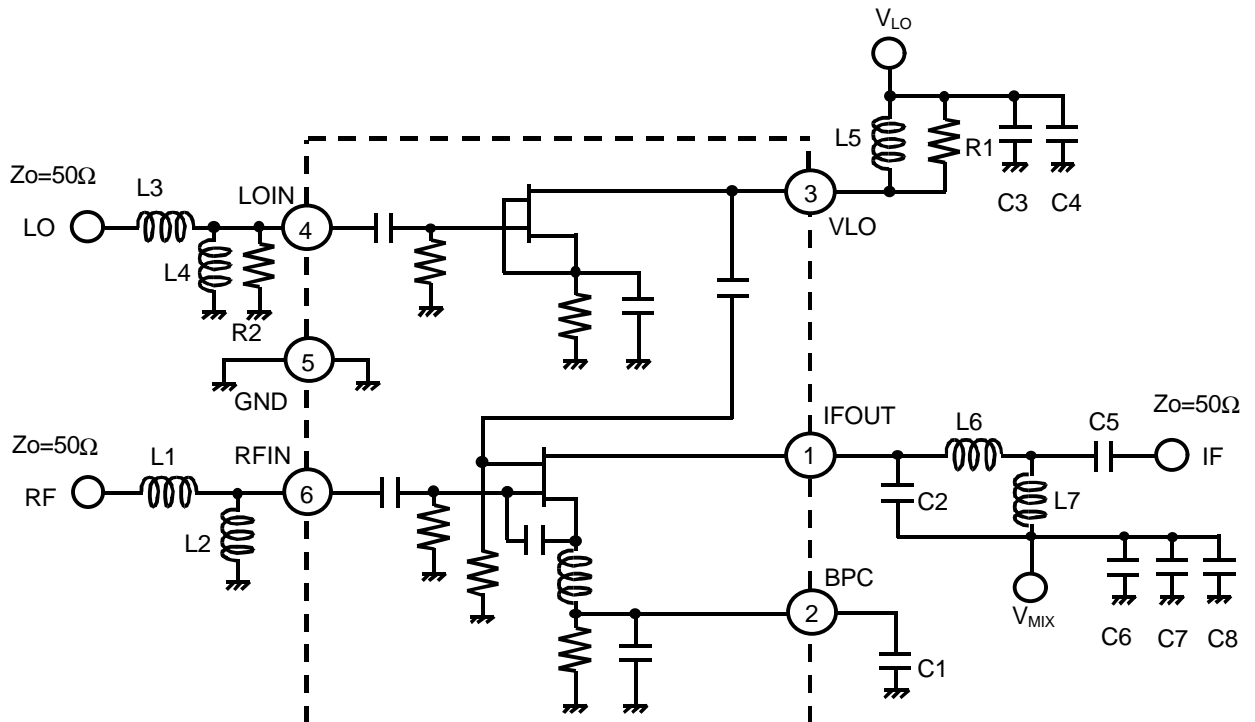 V_LO
L5
R1
C3
C4
Zo=50Ω
L3
LOIN
LO
4
3
VLO
L4
R2
5
GND
Zo=50Ω
L1
RFIN
RF
6
L2
IFOUT
1
L6
C5
Zo=50Ω
IF
C2
L7
BPC
2
V_MIX
C1
C6
C7
C8